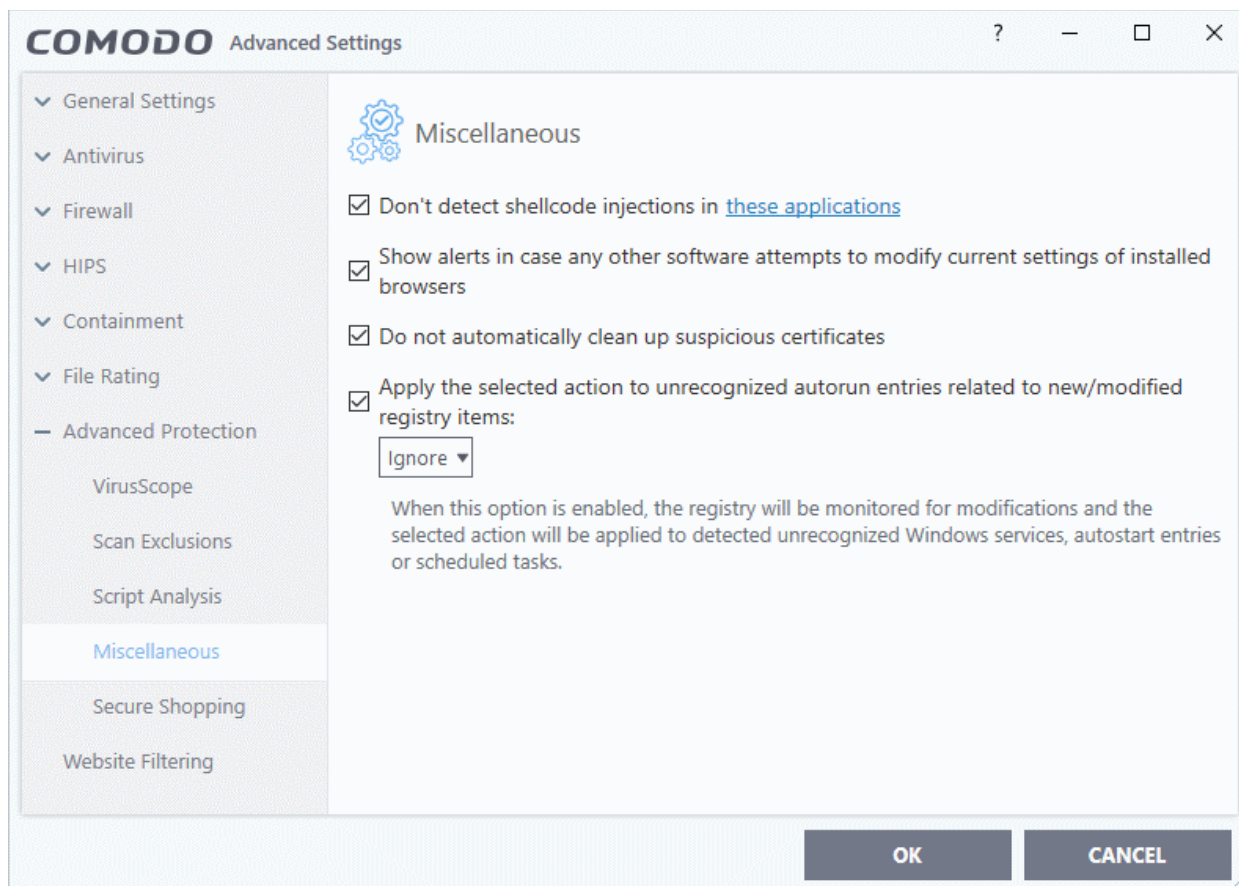 COMODO Advanced Settings
?
General Settings
Antivirus
Firewall
HIPS
Containment
File Rating
Advanced Protection
VirusScope
Scan Exclusions
Script Analysis
Miscellaneous
Secure Shopping
Website Filtering
Miscellaneous
Don't detect shellcode injections in these applications
Show alerts in case any other software attempts to modify current settings of installed
browsers
Do not automatically clean up suspicious certificates
Apply the selected action to unrecognized autorun entries related to new/modified
registry items:
Ignore
When this option is enabled, the registry will be monitored for modifications and the
selected action will be applied to detected unrecognized Windows services, autostart entries
or scheduled tasks.
OK
CANCEL